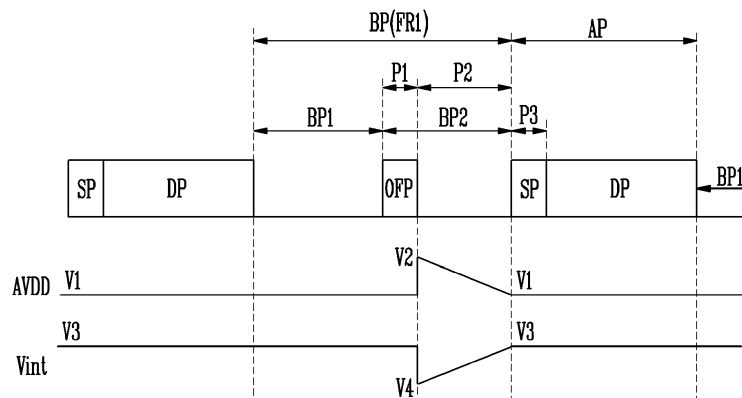 BP(FR1)
AP
P1
P2
BP1
BP2
P3
SP
DP
OFP
SP
DP
BP1
V2
AVDD
V1
V1
V3
V3
Vint
V4